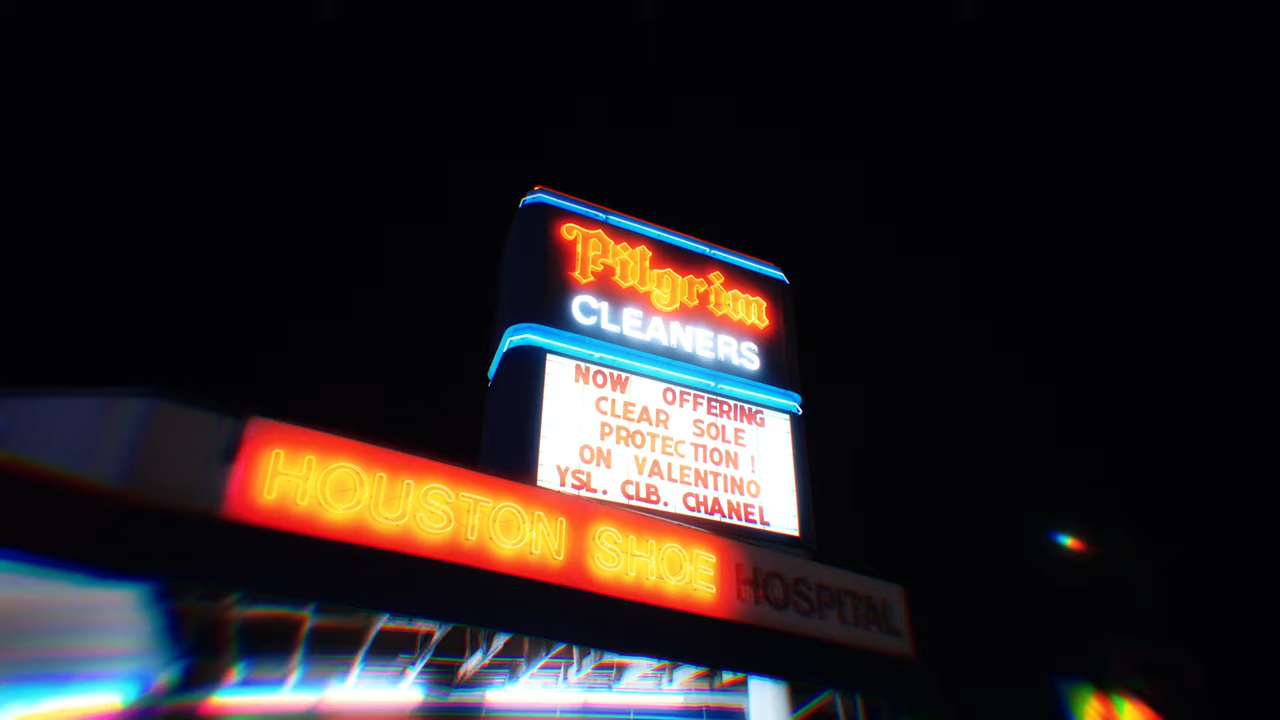 Pilgrim
CLEANERS
NOW OFFERING
CLEAR SOLE
PROTECTION!
ON VALENTINO
YSL. CLB. CHANEL
HOUSTON SHOE HOSPITAL